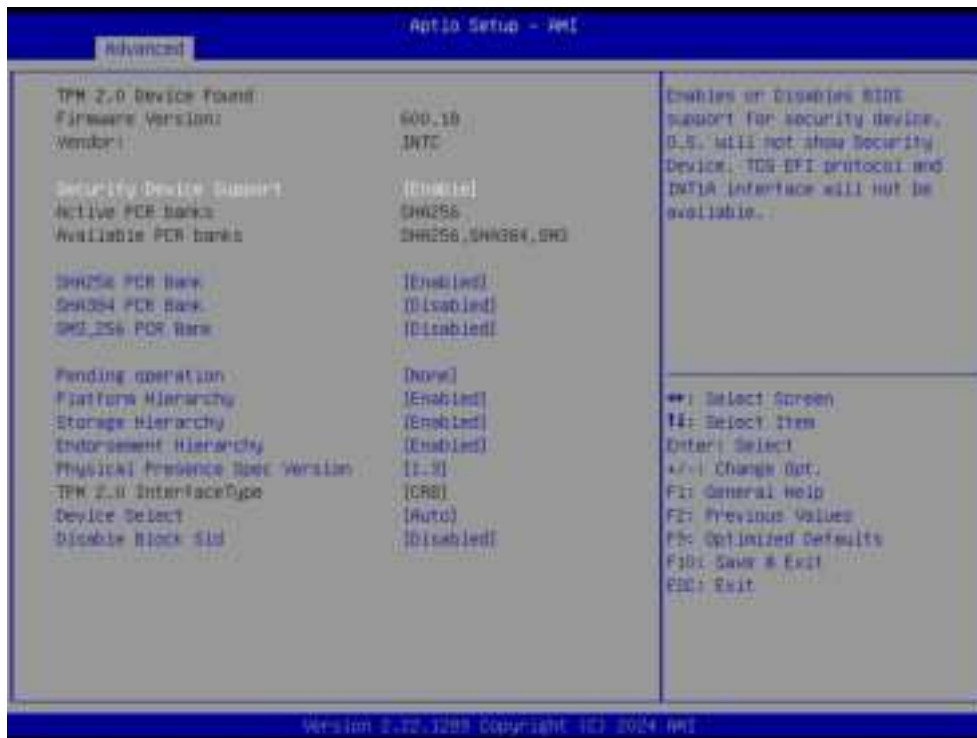 Aptio Setup - AMI
Advanced
TPM 2.0 Device Found
Firmware Version: 600.18
Vendor: INTC
Security Device Support [Enable]
Active PCR banks SHA256
Available PCR banks SHA256,SHA384,SM3
SHA256 PCR Bank [Enabled]
SHA384 PCR Bank [Disabled]
SM3_256 PCR Bank [Disabled]
Pending operation [None]
Platform Hierarchy [Enabled]
Storage Hierarchy [Enabled]
Endorsement Hierarchy [Enabled]
Physical Presence Spec Version [1.3]
TPM 2.0 InterfaceType [CRB]
Device Select [Auto]
Disable Block Sid [Disabled]
Enables or Disables BIOS
support for security device.
O.S. will not show Security
Device. TCG EFI protocol and
INT1A interface will not be
available.
→←: Select Screen
↑↓: Select Item
Enter: Select
+/-: Change Opt.
F1: General Help
F2: Previous Values
F9: Optimized Defaults
F10: Save & Exit
ESC: Exit
Version 2.22.1289 Copyright (C) 2024 AMI